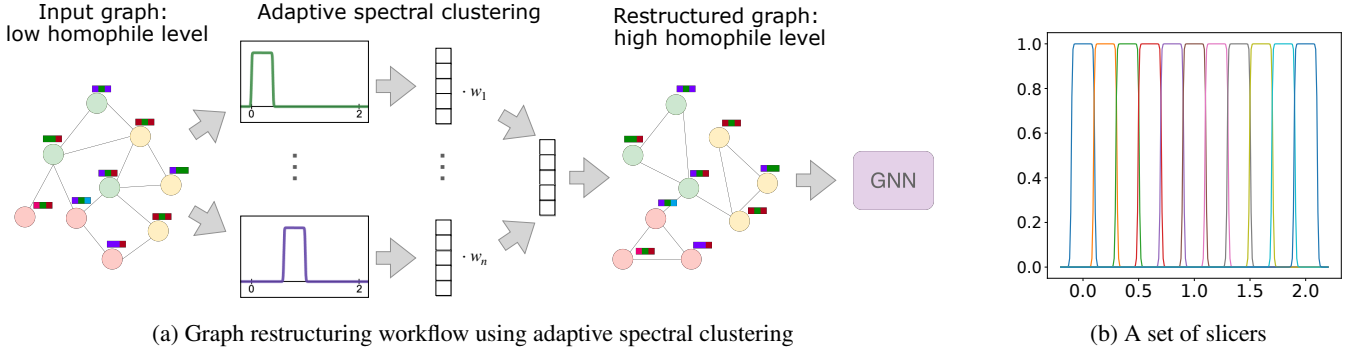 Input graph:
low homophile level
Adaptive spectral clustering
Restructured graph:
high homophile level
0 2
· w1
⋮ ⋮
GNN
0 2
· wn
1.0
0.8
0.6
0.4
0.2
0.0
0.0 0.5 1.0 1.5 2.0
(a) Graph restructuring workflow using adaptive spectral clustering
(b) A set of slicers